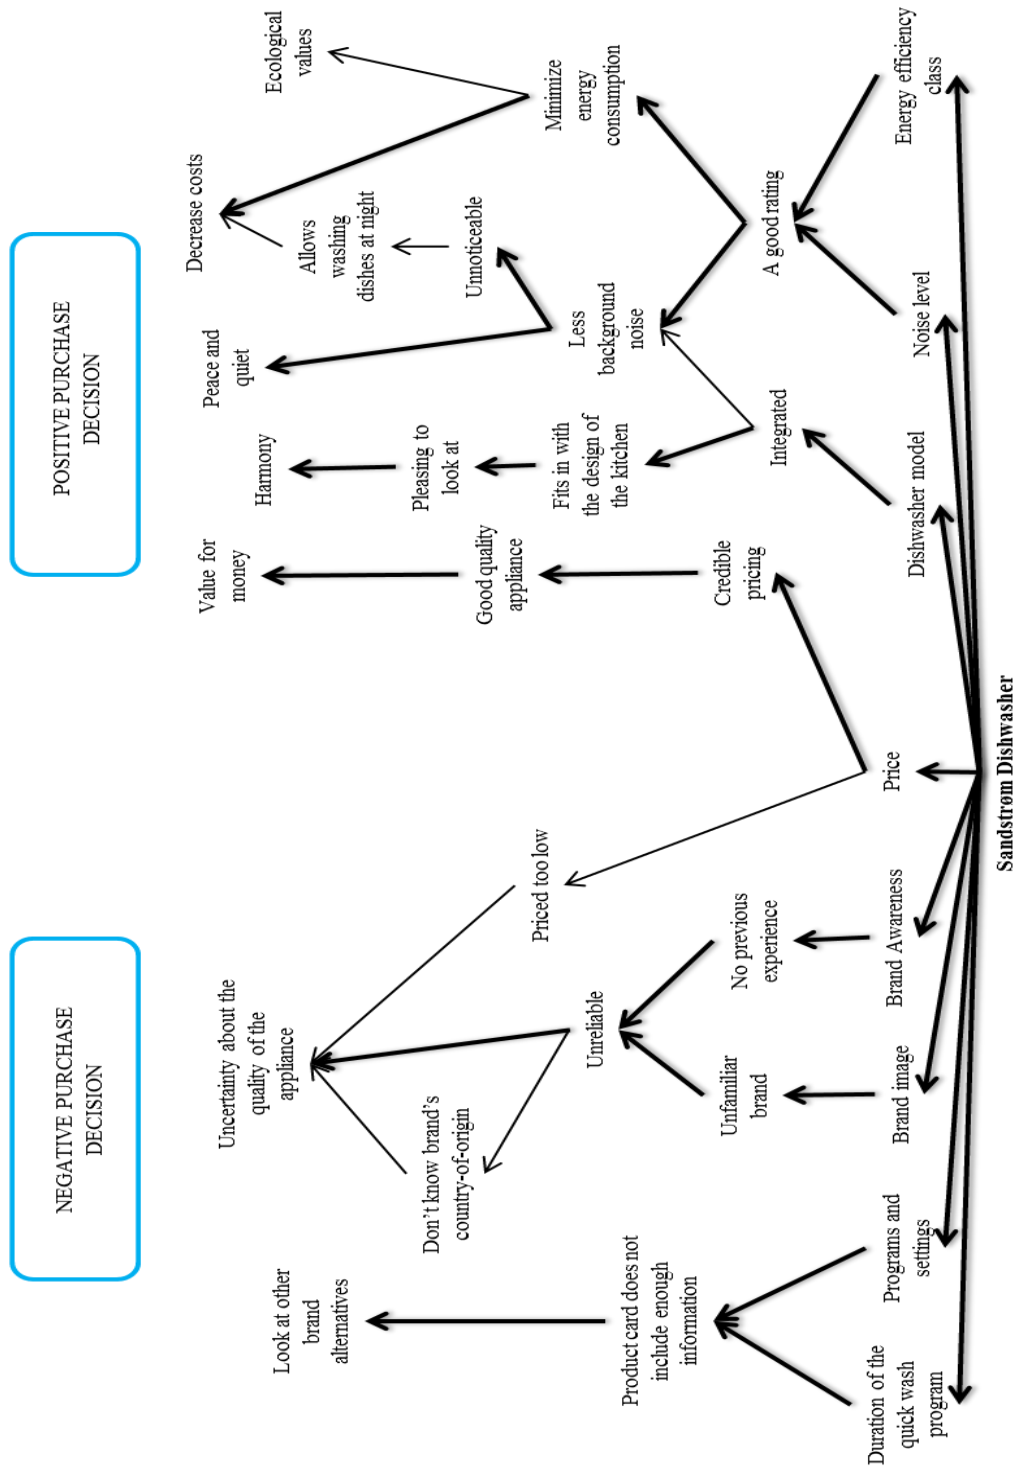 NEGATIVE PURCHASE
DECISION
POSITIVE PURCHASE
DECISION
Look at other
brand
alternatives
Uncertainty about the
quality of the
appliance
Value for
money
Harmony
Peace and
quiet
Decrease costs
Ecological
values
Don't know brand's
country-of-origin
Pleasing to
look at
Allows
washing
dishes at night
Good quality
appliance
Unnoticeable
Priced too low
Fits in with
the design of
the kitchen
Less
background
noise
Minimize
energy
consumption
Product card does not
include enough
information
Unreliable
Unfamiliar
brand
No previous
experience
Credible
pricing
Integrated
A good rating
Duration of the
quick wash
program
Programs and
settings
Brand image
Brand Awareness
Price
Dishwasher model
Noise level
Energy efficiency
class
Sandstrøm Dishwasher